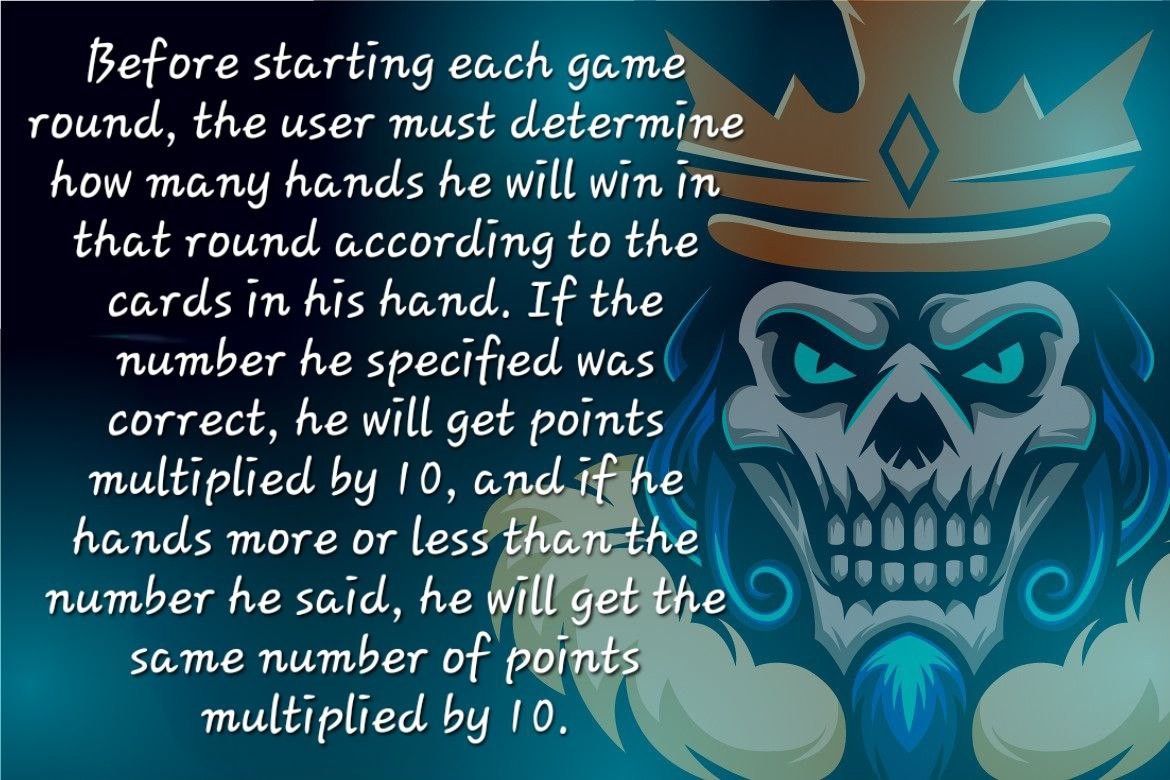 Before starting each game
round, the user must determine
how many hands he will win in
that round according to the
cards in his hand. If the
number he specified was
correct, he will get points
multiplied by 10, and if he
hands more or less than the
number he said, he will get the
same number of points
multiplied by 10.